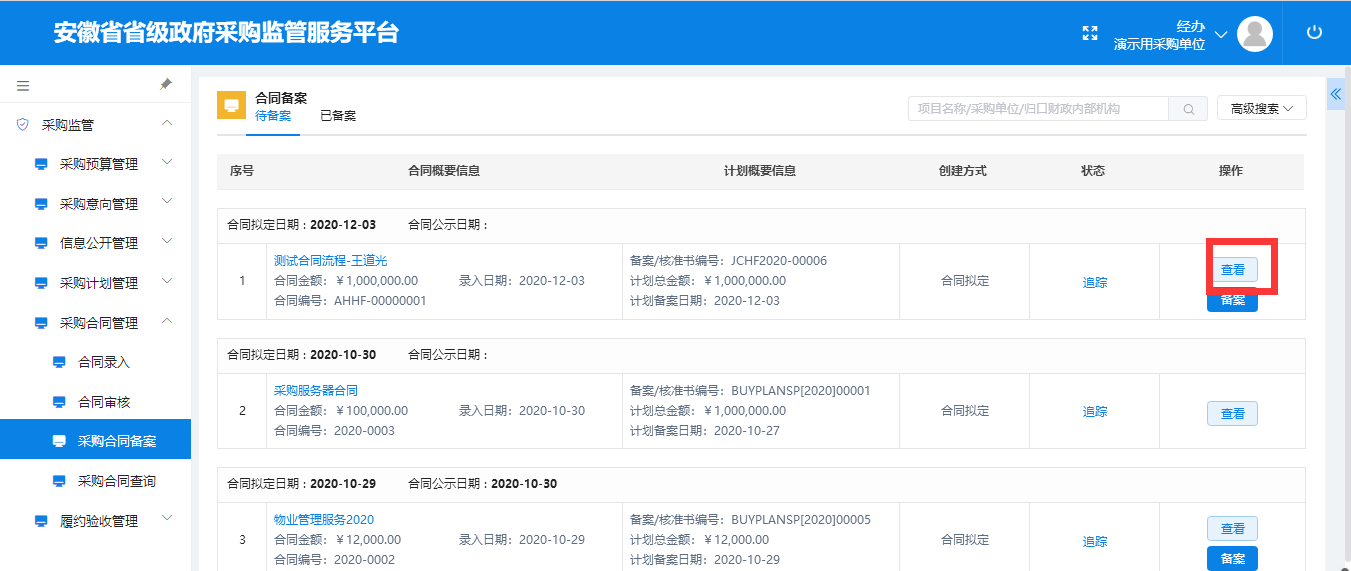 安徽省省级政府采购监管服务平台
经办
演示用采购单位
采购监管
采购预算管理
采购意向管理
信息公开管理
采购计划管理
采购合同管理
合同录入
合同审核
采购合同备案
采购合同查询
履约验收管理
合同备案
待备案 已备案
项目名称/采购单位/归口财政内部机构
高级搜索
序号 合同概要信息 计划概要信息 创建方式 状态 操作
合同拟定日期：2020-12-03 合同公示日期：
1
测试合同流程-王道光
合同金额：￥1,000,000.00 录入日期：2020-12-03
合同编号：AHHF-00000001
备案/核准书编号：JCHF2020-00006
计划总金额：￥1,000,000.00
计划备案日期：2020-12-03
合同拟定
追踪
查看
备案
合同拟定日期：2020-10-30 合同公示日期：
2
采购服务器合同
合同金额：￥100,000.00 录入日期：2020-10-30
合同编号：2020-0003
备案/核准书编号：BUYPLANSP[2020]00001
计划总金额：￥1,000,000.00
计划备案日期：2020-10-27
合同拟定
追踪
查看
合同拟定日期：2020-10-29 合同公示日期：2020-10-30
3
物业管理服务2020
合同金额：￥12,000.00 录入日期：2020-10-29
合同编号：2020-0002
备案/核准书编号：BUYPLANSP[2020]00005
计划总金额：￥12,000.00
计划备案日期：2020-10-29
合同拟定
追踪
查看
备案